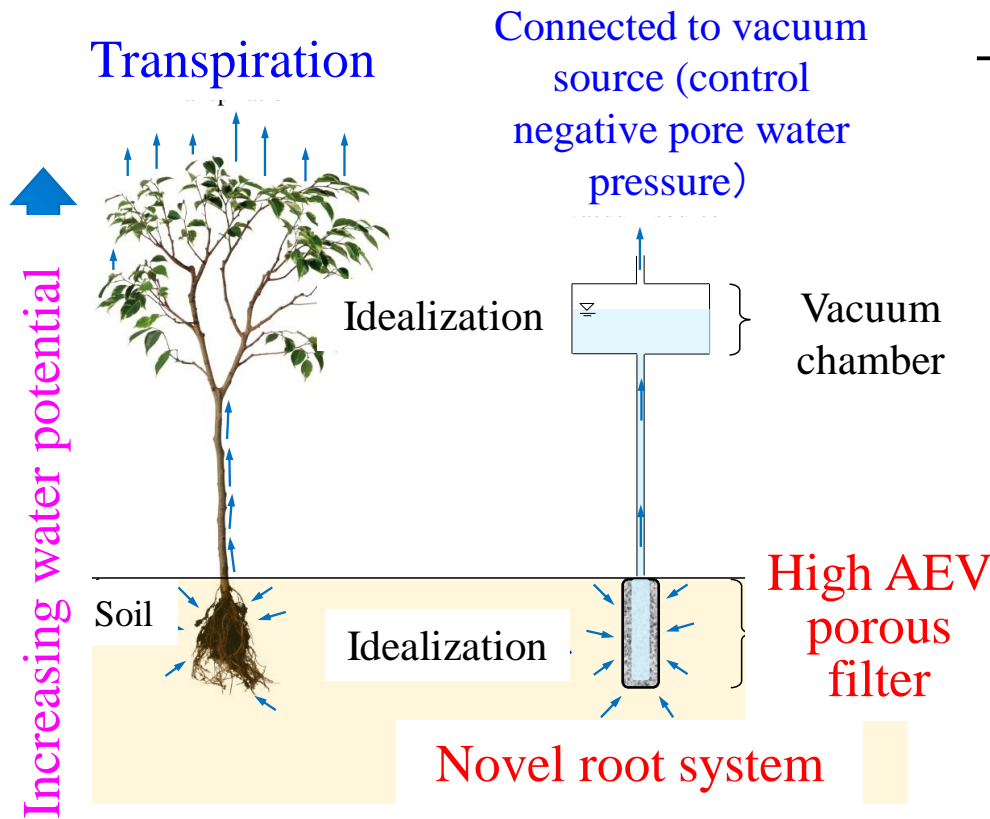 Transpiration
Connected to vacuum
source (control
negative pore water
pressure）
Increasing water potential
Idealization
Vacuum
chamber
Soil
Idealization
High AEV
porous
filter
Novel root system